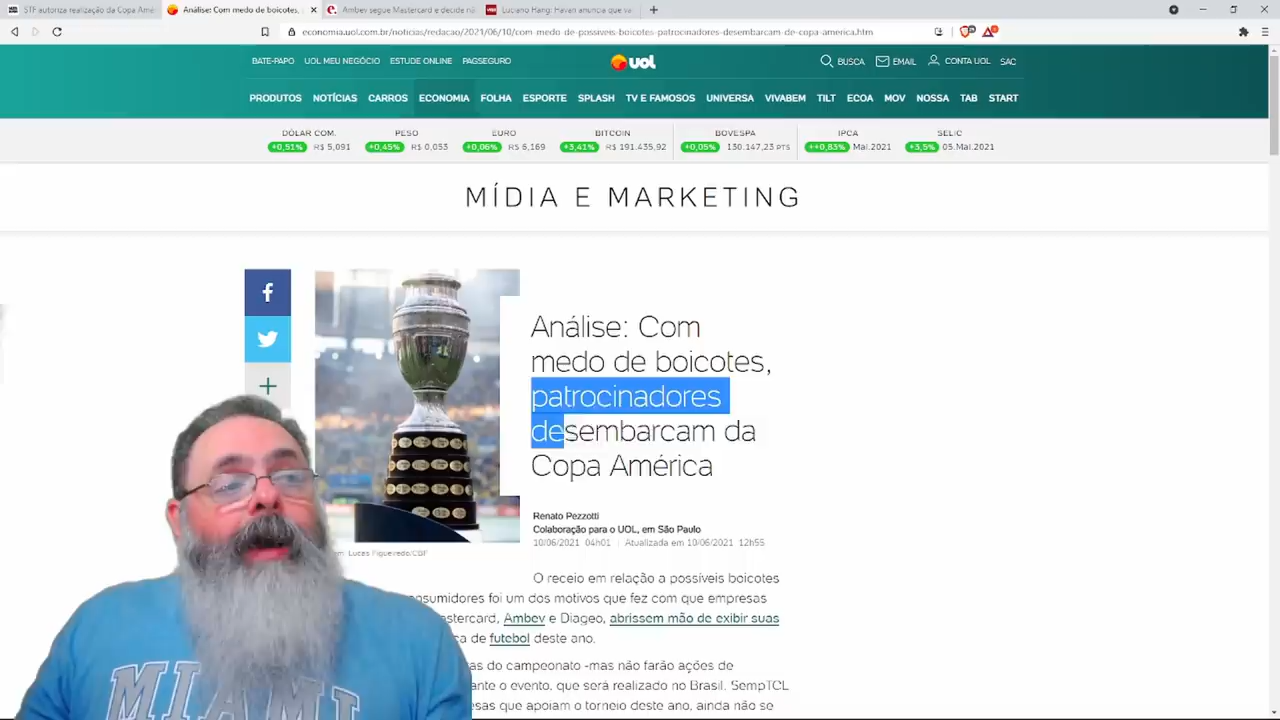 STF autoriza realização da Copa Amé
Análise: Com medo de boicotes,
Ambev segue Mastercard e decide nã
Luciano Hang: Havan anuncia que va
economia.uol.com.br/noticias/redacao/2021/06/10/com-medo-de-possiveis-boicotes-patrocinadores-desembarcam-de-copa-america.htm
BATE-PAPO UOL MEU NEGÓCIO ESTUDE ONLINE PAGSEGURO
UOL
BUSCA EMAIL CONTA UOL SAC
PRODUTOS NOTÍCIAS CARROS ECONOMIA FOLHA ESPORTE SPLASH TV E FAMOSOS UNIVERSA VIVABEM TILT ECOA MOV NOSSA TAB START
DÓLAR COM. PESO EURO BITCOIN BOVESPA IPCA SELIC
+0,51% R$ 5,091 +0,45% R$ 0,053 +0,06% R$ 6,169 +3,41% R$ 191.435,92 +0,05% 130.147,23 PTS ++0,83% Mai.2021 +3,5% 05.Mai.2021
MÍDIA E MARKETING
Análise: Com
medo de boicotes,
patrocinadores
desembarcam da
Copa América
Renato Pezzotti
Colaboração para o UOL, em São Paulo
10/06/2021 04h01 | Atualizada em 10/06/2021 12h55
Lucas Figueiredo/CBF
O receio em relação a possíveis boicotes
nsumidores foi um dos motivos que fez com que empresas
stercard, Ambev e Diageo, abrissem mão de exibir suas
ca de futebol deste ano.
as do campeonato -mas não farão ações de
ante o evento, que será realizado no Brasil. SempTCL
esas que apoiam o torneio deste ano, ainda não se
MIAMI